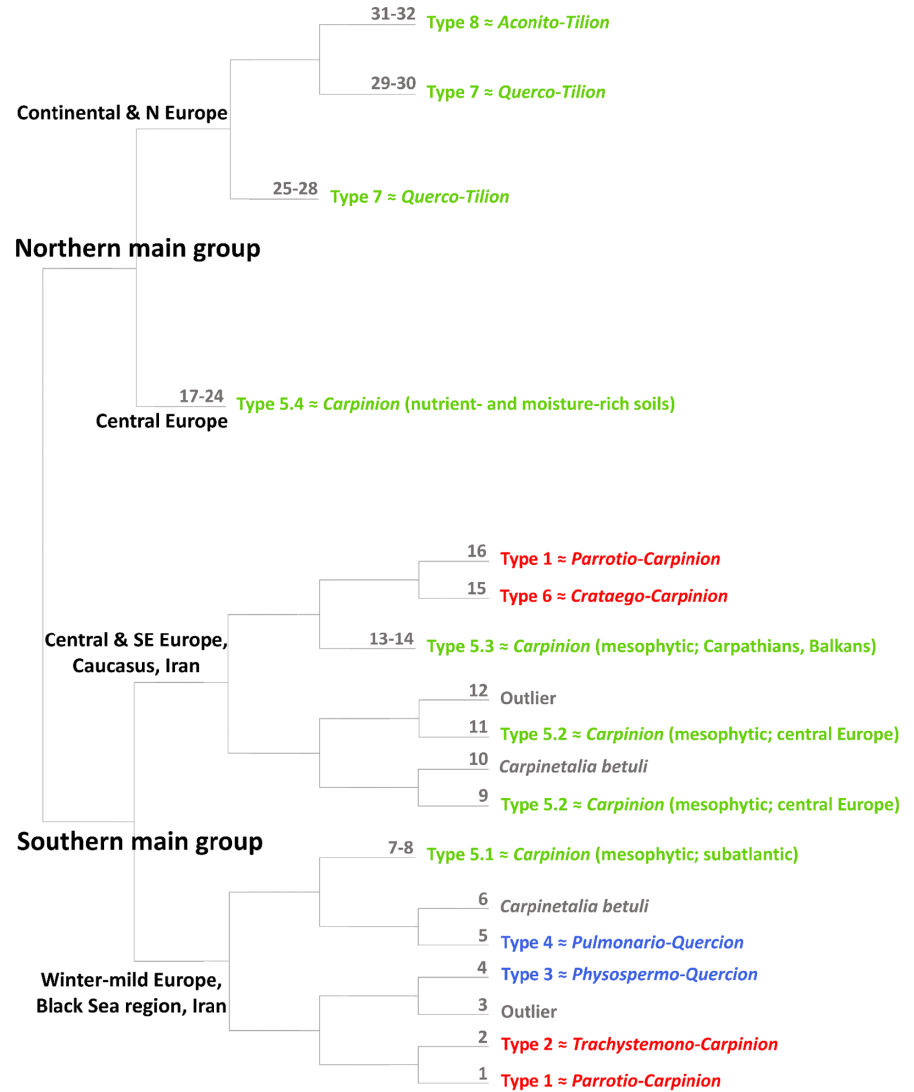 31-32
Type 8 ≈ Aconito-Tilion
29-30
Type 7 ≈ Querco-Tilion
Continental & N Europe
25-28
Type 7 ≈ Querco-Tilion
Northern main group
17-24
Type 5.4 ≈ Carpinion (nutrient- and moisture-rich soils)
Central Europe
16
Type 1 ≈ Parrotio-Carpinion
15
Type 6 ≈ Crataego-Carpinion
Central & SE Europe,
Caucasus, Iran
13-14
Type 5.3 ≈ Carpinion (mesophytic; Carpathians, Balkans)
12
Outlier
11
Type 5.2 ≈ Carpinion (mesophytic; central Europe)
10
Carpinetalia betuli
9
Type 5.2 ≈ Carpinion (mesophytic; central Europe)
Southern main group
7-8
Type 5.1 ≈ Carpinion (mesophytic; subatlantic)
6
Carpinetalia betuli
5
Type 4 ≈ Pulmonario-Quercion
Winter-mild Europe,
Black Sea region, Iran
4
Type 3 ≈ Physospermo-Quercion
3
Outlier
2
Type 2 ≈ Trachystemono-Carpinion
1
Type 1 ≈ Parrotio-Carpinion